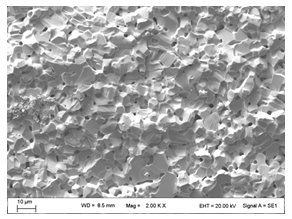 10 µm
WD = 8.5 mm Mag = 2.00 K X EHT = 20.00 kV Signal A = SE1